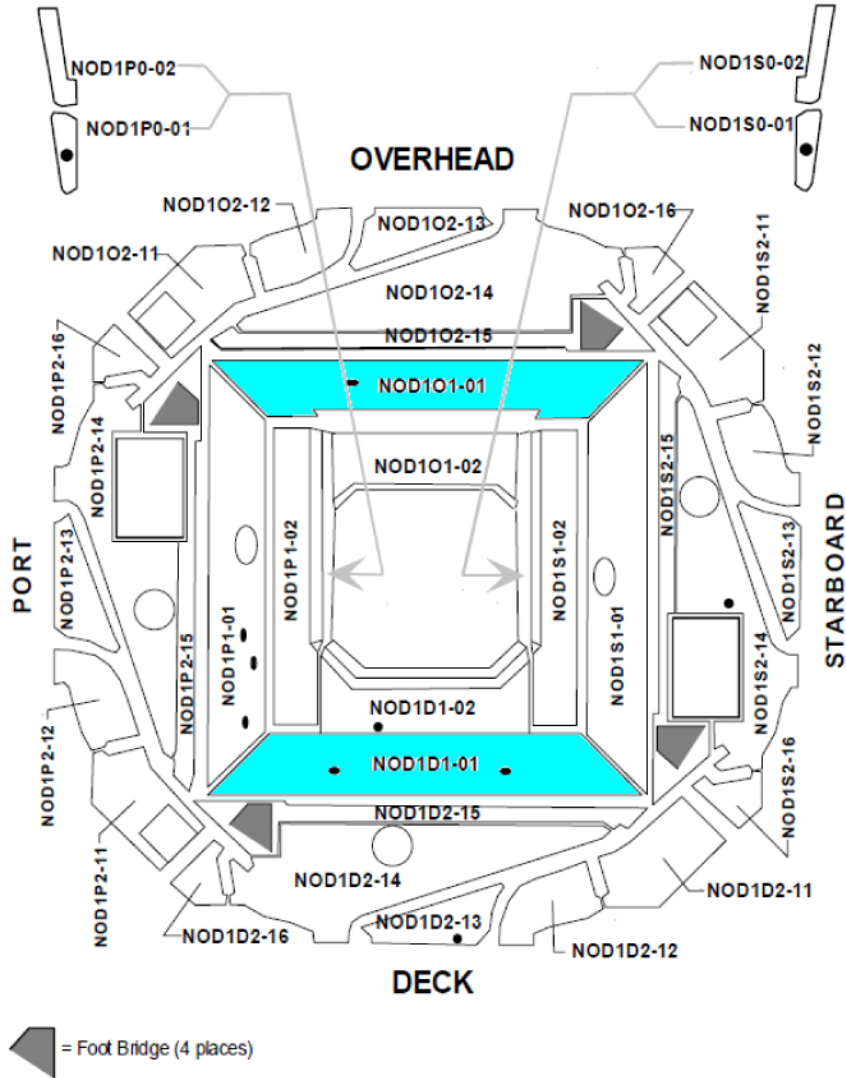 NOD1P0-02
NOD1S0-02
NOD1P0-01
NOD1S0-01
OVERHEAD
NOD1O2-12
NOD1O2-13
NOD1O2-16
NOD1S2-11
NOD1O2-11
NOD1O2-14
NOD1O2-15
NOD1P2-16
NOD1S2-12
NOD1O1-01
NOD1P2-14
NOD1O1-02
NOD1S2-15
PORT
NOD1P2-13
NOD1P1-02
NOD1S1-02
NOD1S2-13
STARBOARD
NOD1P1-01
NOD1S1-01
NOD1P2-15
NOD1S2-14
NOD1D1-02
NOD1P2-12
NOD1D1-01
NOD1S2-16
NOD1D2-15
NOD1P2-11
NOD1D2-14
NOD1D2-11
NOD1D2-13
NOD1D2-16
NOD1D2-12
DECK
= Foot Bridge (4 places)